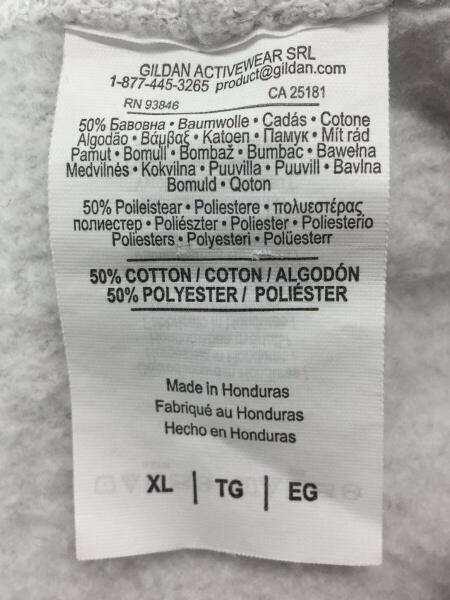 GILDAN ACTIVEWEAR SRL
1-877-445-3265 product@gildan.com
RN 93846 CA 25181
50% Бавовна • Baumwolle • Cadás • Cotone
Algodão • Βάμβαξ • Katoen • Памук • Mít rád
Pamut • Bomull • Bombaž • Bumbac • Bawełna
Medvilnės • Kokvilna • Puuvilla • Puuvill • Bavlna
Bomuld • Qoton
50% Poileistear • Poliestere • πολυεστέρας
полиестер • Poliészter • Poliester • Poliesterio
Poliesters • Polyesteri • Polüesterr
50% COTTON / COTON / ALGODÓN
50% POLYESTER / POLIÉSTER
Made in Honduras
Fabriqué au Honduras
Hecho en Honduras
XL | TG | EG